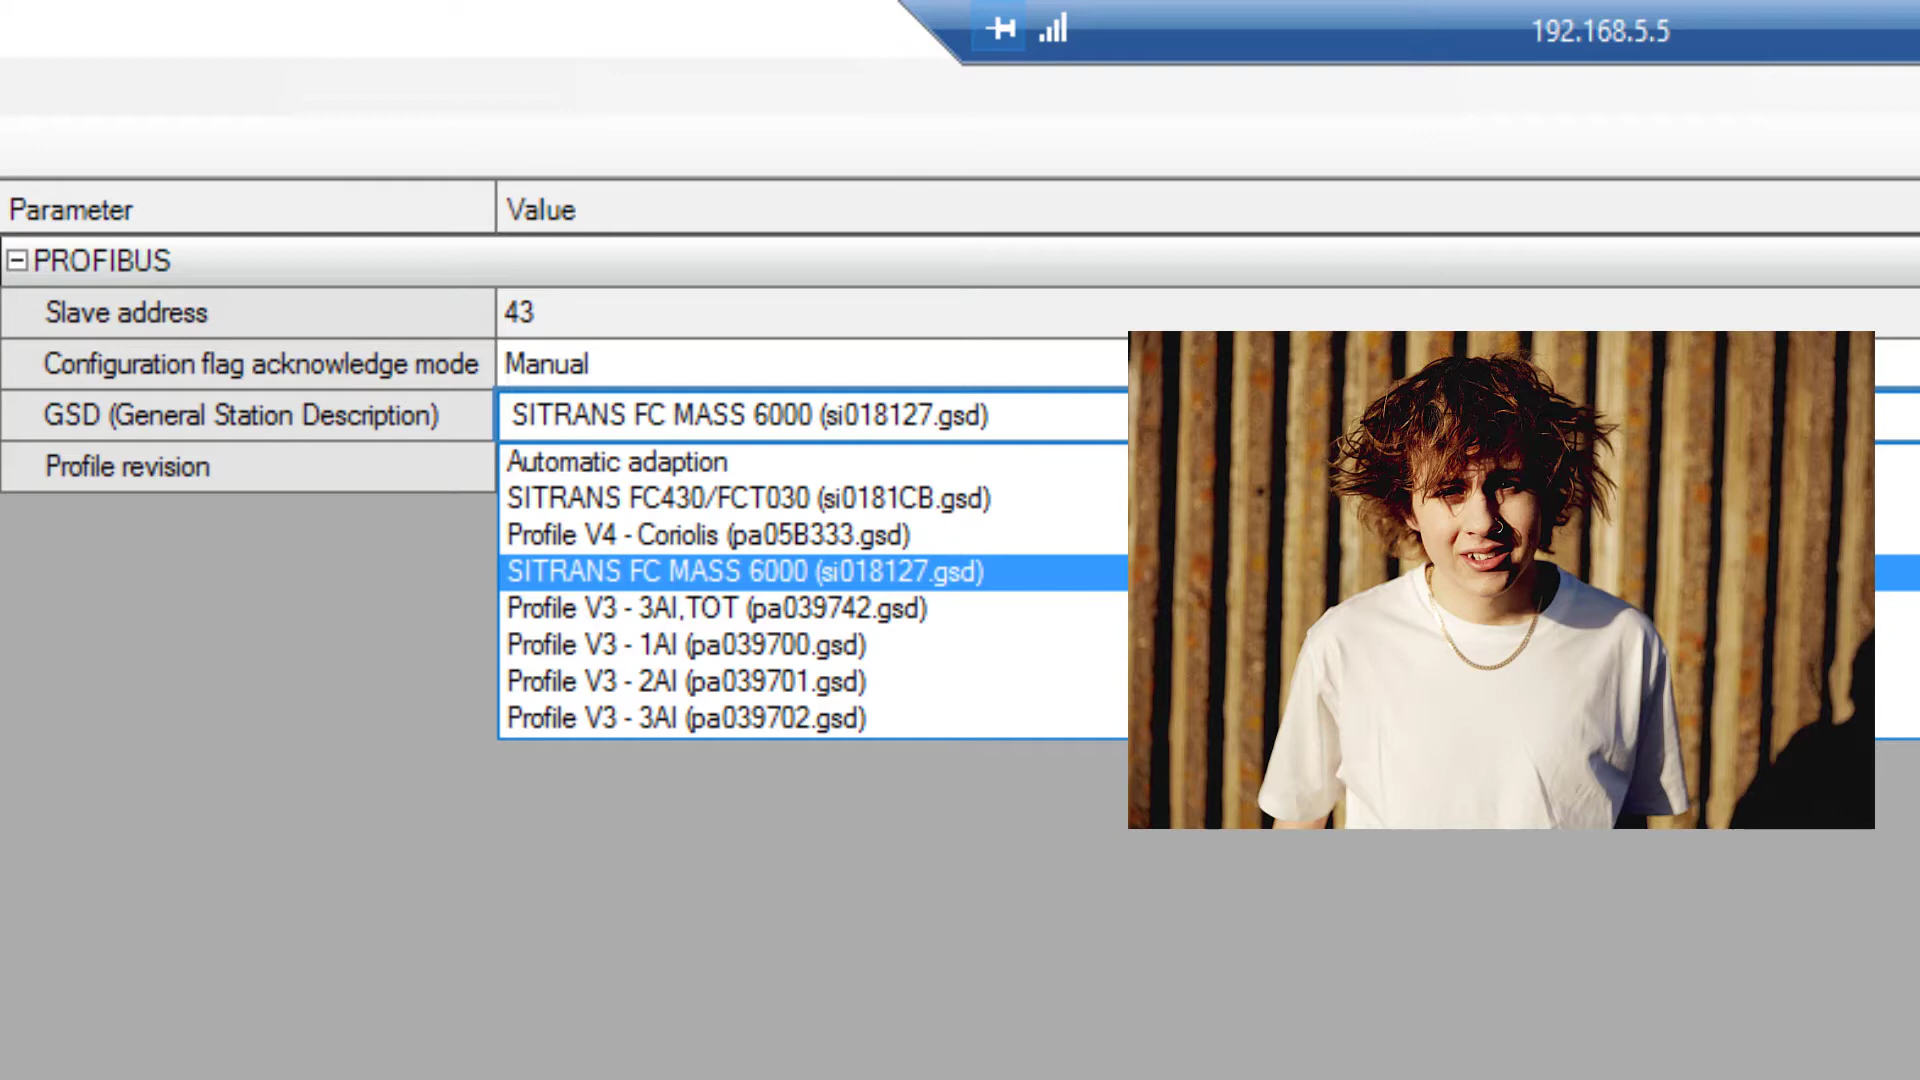 192.168.5.5
Parameter Value
PROFIBUS
Slave address 43
Configuration flag acknowledge mode Manual
GSD (General Station Description) SITRANS FC MASS 6000 (si018127.gsd)
Profile revision
Automatic adaption
SITRANS FC430/FCT030 (si0181CB.gsd)
Profile V4 - Coriolis (pa05B333.gsd)
SITRANS FC MASS 6000 (si018127.gsd)
Profile V3 - 3AI,TOT (pa039742.gsd)
Profile V3 - 1AI (pa039700.gsd)
Profile V3 - 2AI (pa039701.gsd)
Profile V3 - 3AI (pa039702.gsd)